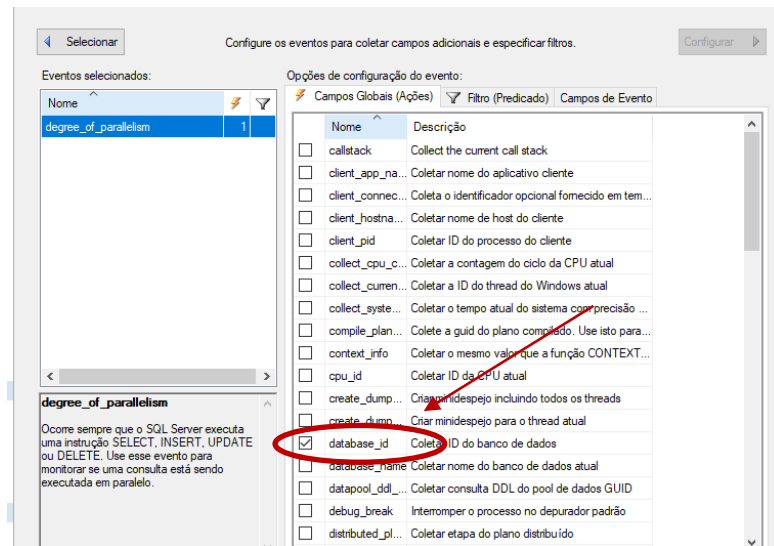 Selecionar
Configure os eventos para coletar campos adicionais e especificar filtros.
Configurar
Eventos selecionados:
Nome
degree_of_parallelism 1
degree_of_parallelism
Ocorre sempre que o SQL Server executa
uma instrução SELECT, INSERT, UPDATE
ou DELETE. Use esse evento para
monitorar se uma consulta está sendo
executada em paralelo.
Opções de configuração do evento:
Campos Globais (Ações) Filtro (Predicado) Campos de Evento
Nome Descrição
callstack Collect the current call stack
client_app_na... Coletar nome do aplicativo cliente
client_connec... Coleta o identificador opcional fornecido em tem...
client_hostna... Coletar nome de host do cliente
client_pid Coletar ID do processo do cliente
collect_cpu_c... Coletar a contagem do ciclo da CPU atual
collect_curren... Coletar a ID do thread do Windows atual
collect_syste... Coletar o tempo atual do sistema com precisão ...
compile_plan... Colete a guid do plano compilado. Use isto para...
context_info Coletar o mesmo valor que a função CONTEXT...
cpu_id Coletar ID da CPU atual
create_dump... Criar minidespejo incluindo todos os threads
create_dump... Criar minidespejo para o thread atual
database_id Coletar ID do banco de dados
database_name Coletar nome do banco de dados atual
datapool_ddl_... Coletar consulta DDL do pool de dados GUID
debug_break Interromper o processo no depurador padrão
distributed_pl... Coletar etapa do plano distribuído